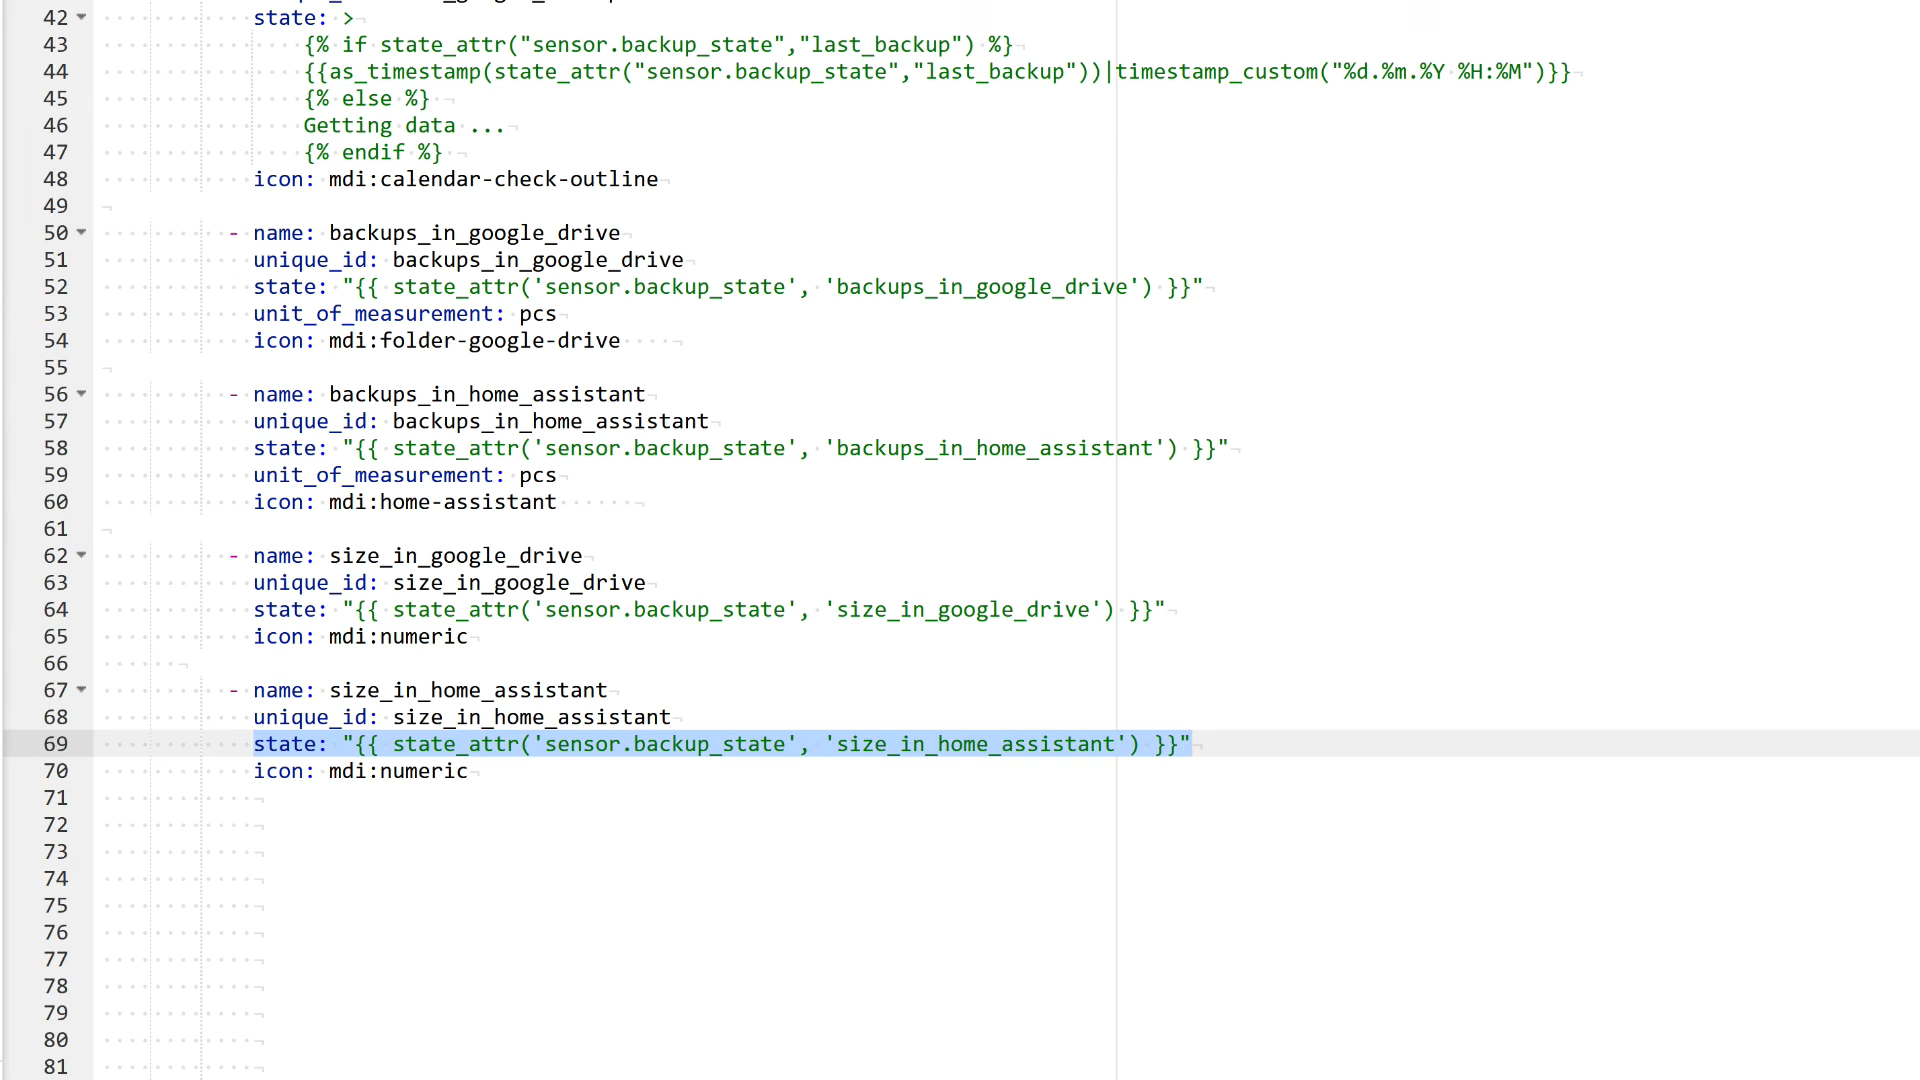 42 state: >
43 {% if state_attr("sensor.backup_state","last_backup") %}
44 {{as_timestamp(state_attr("sensor.backup_state","last_backup"))|timestamp_custom("%d.%m.%Y %H:%M")}}
45 {% else %}
46 Getting data ...
47 {% endif %}
48 icon: mdi:calendar-check-outline
49
50 - name: backups_in_google_drive
51 unique_id: backups_in_google_drive
52 state: "{{ state_attr('sensor.backup_state', 'backups_in_google_drive') }}"
53 unit_of_measurement: pcs
54 icon: mdi:folder-google-drive
55
56 - name: backups_in_home_assistant
57 unique_id: backups_in_home_assistant
58 state: "{{ state_attr('sensor.backup_state', 'backups_in_home_assistant') }}"
59 unit_of_measurement: pcs
60 icon: mdi:home-assistant
61
62 - name: size_in_google_drive
63 unique_id: size_in_google_drive
64 state: "{{ state_attr('sensor.backup_state', 'size_in_google_drive') }}"
65 icon: mdi:numeric
66
67 - name: size_in_home_assistant
68 unique_id: size_in_home_assistant
69 state: "{{ state_attr('sensor.backup_state', 'size_in_home_assistant') }}"
70 icon: mdi:numeric
71
72
73
74
75
76
77
78
79
80
81